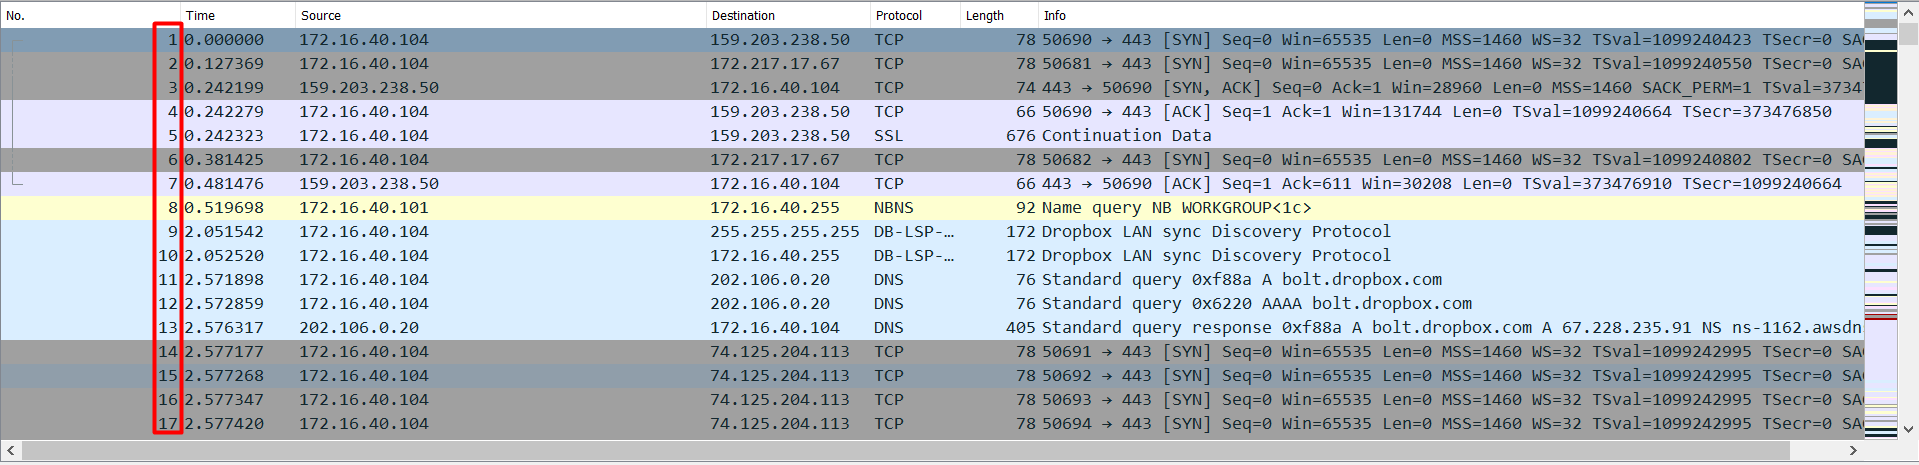 No. Time Source Destination Protocol Length Info
1 0.000000 172.16.40.104 159.203.238.50 TCP 78 50690 → 443 [SYN] Seq=0 Win=65535 Len=0 MSS=1460 WS=32 TSval=1099240423 TSecr=0 SA
2 0.127369 172.16.40.104 172.217.17.67 TCP 78 50681 → 443 [SYN] Seq=0 Win=65535 Len=0 MSS=1460 WS=32 TSval=1099240550 TSecr=0 SA
3 0.242199 159.203.238.50 172.16.40.104 TCP 74 443 → 50690 [SYN, ACK] Seq=0 Ack=1 Win=28960 Len=0 MSS=1460 SACK_PERM=1 TSval=3734
4 0.242279 172.16.40.104 159.203.238.50 TCP 66 50690 → 443 [ACK] Seq=1 Ack=1 Win=131744 Len=0 TSval=1099240664 TSecr=373476850
5 0.242323 172.16.40.104 159.203.238.50 SSL 676 Continuation Data
6 0.381425 172.16.40.104 172.217.17.67 TCP 78 50682 → 443 [SYN] Seq=0 Win=65535 Len=0 MSS=1460 WS=32 TSval=1099240802 TSecr=0 SA
7 0.481476 159.203.238.50 172.16.40.104 TCP 66 443 → 50690 [ACK] Seq=1 Ack=611 Win=30208 Len=0 TSval=373476910 TSecr=1099240664
8 0.519698 172.16.40.101 172.16.40.255 NBNS 92 Name query NB WORKGROUP<1c>
9 2.051542 172.16.40.104 255.255.255.255 DB-LSP-… 172 Dropbox LAN sync Discovery Protocol
10 2.052520 172.16.40.104 172.16.40.255 DB-LSP-… 172 Dropbox LAN sync Discovery Protocol
11 2.571898 172.16.40.104 202.106.0.20 DNS 76 Standard query 0xf88a A bolt.dropbox.com
12 2.572859 172.16.40.104 202.106.0.20 DNS 76 Standard query 0x6220 AAAA bolt.dropbox.com
13 2.576317 202.106.0.20 172.16.40.104 DNS 405 Standard query response 0xf88a A bolt.dropbox.com A 67.228.235.91 NS ns-1162.awsdn
14 2.577177 172.16.40.104 74.125.204.113 TCP 78 50691 → 443 [SYN] Seq=0 Win=65535 Len=0 MSS=1460 WS=32 TSval=1099242995 TSecr=0 SA
15 2.577268 172.16.40.104 74.125.204.113 TCP 78 50692 → 443 [SYN] Seq=0 Win=65535 Len=0 MSS=1460 WS=32 TSval=1099242995 TSecr=0 SA
16 2.577347 172.16.40.104 74.125.204.113 TCP 78 50693 → 443 [SYN] Seq=0 Win=65535 Len=0 MSS=1460 WS=32 TSval=1099242995 TSecr=0 SA
17 2.577420 172.16.40.104 74.125.204.113 TCP 78 50694 → 443 [SYN] Seq=0 Win=65535 Len=0 MSS=1460 WS=32 TSval=1099242995 TSecr=0 SA